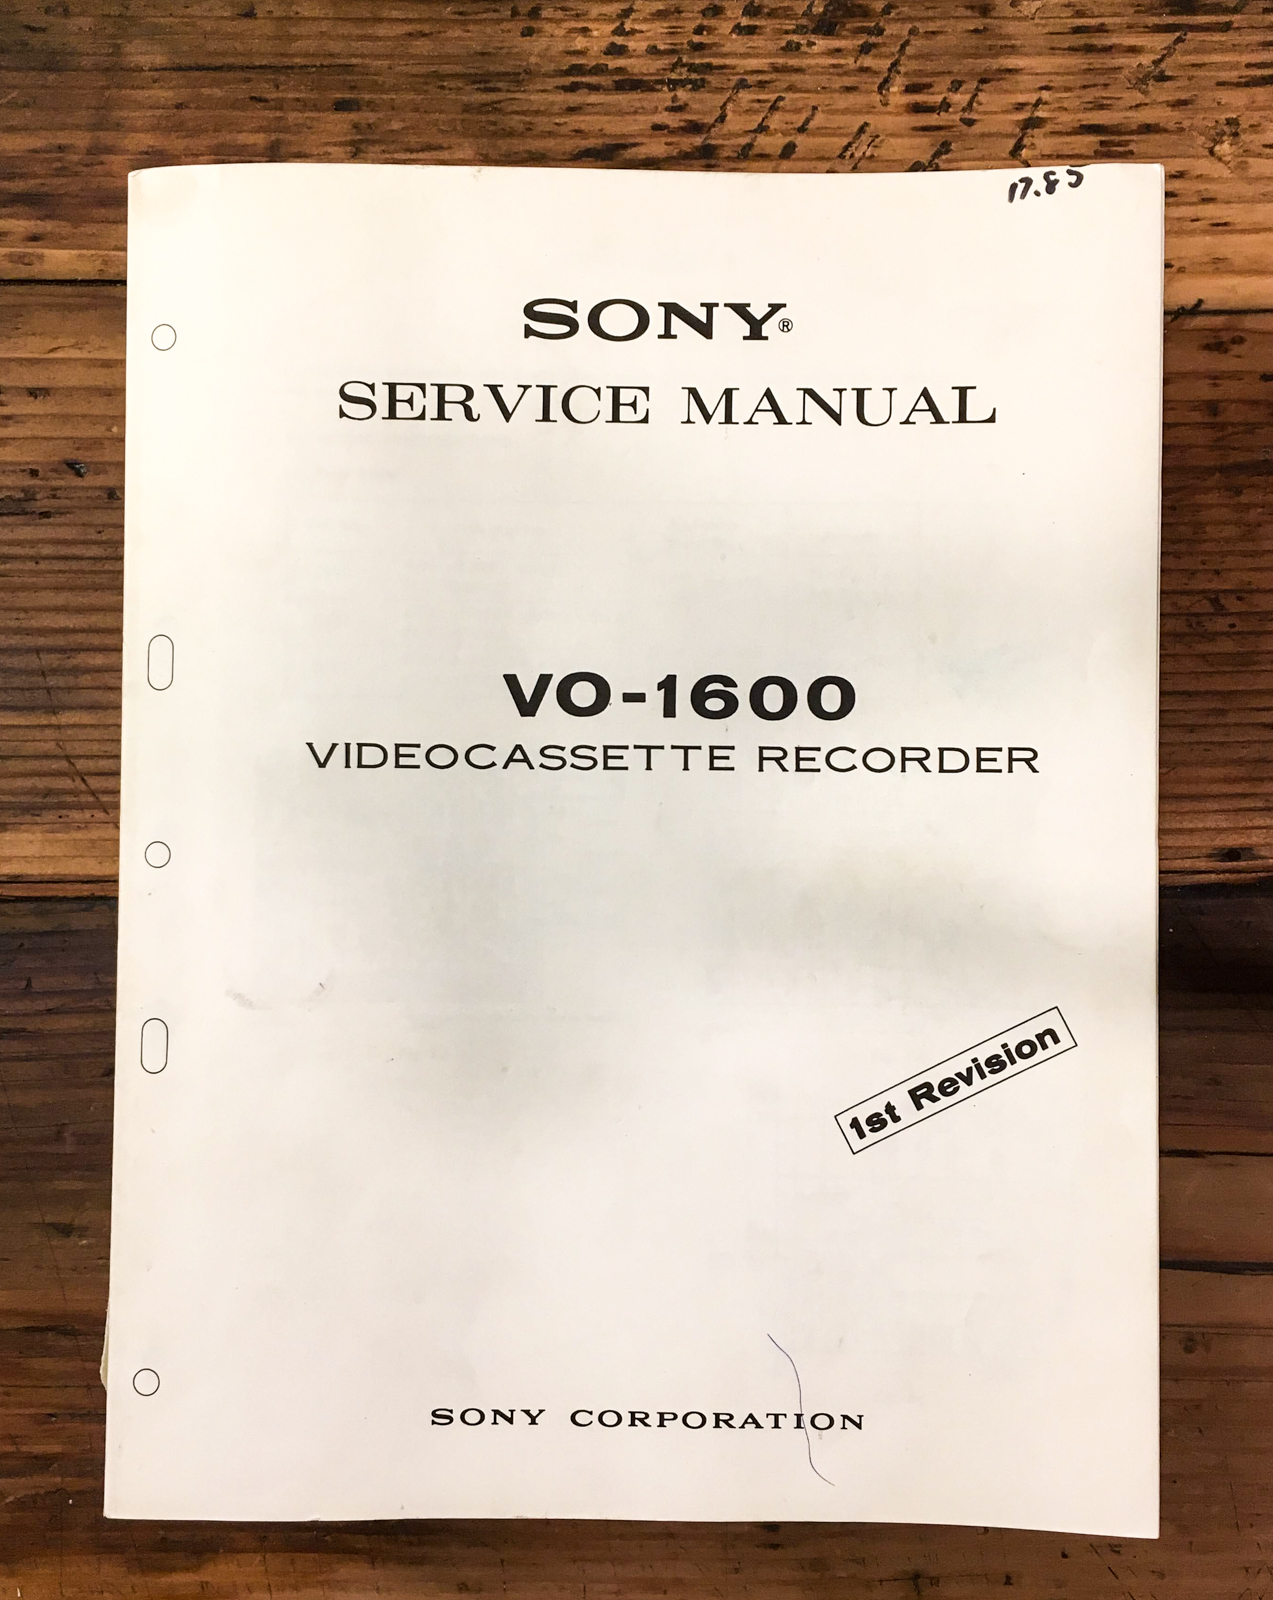 17.85
SONY®
SERVICE MANUAL
VO-1600
VIDEOCASSETTE RECORDER
1st Revision
SONY CORPORATION